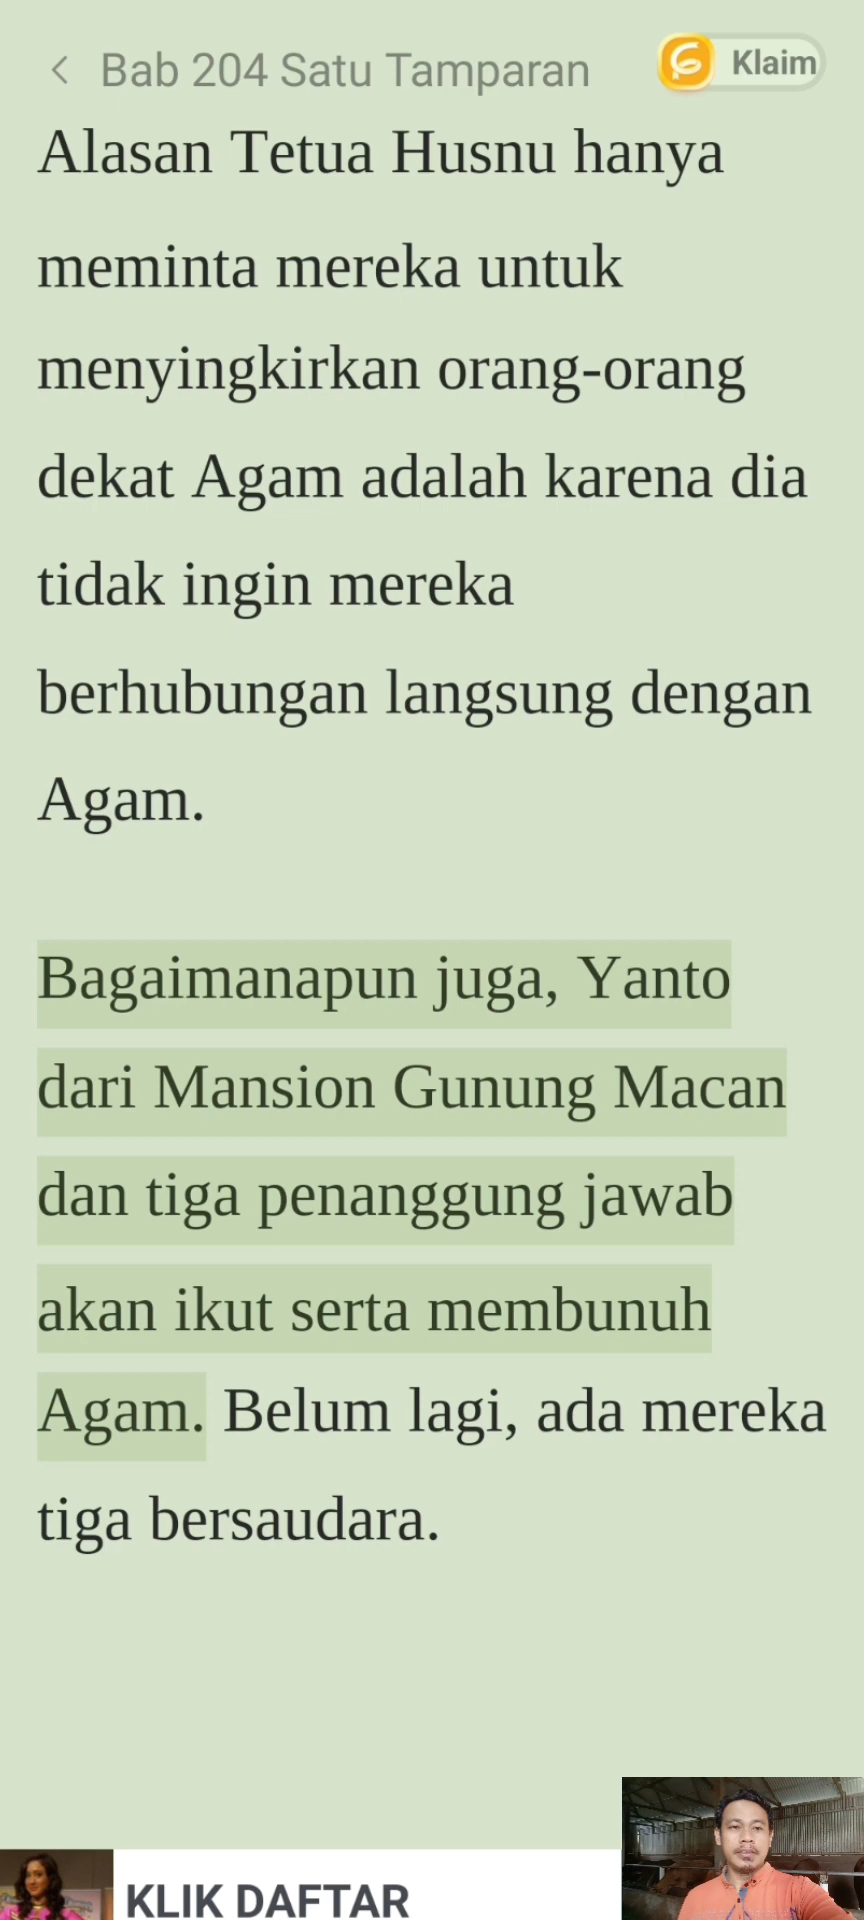 Bab 204 Satu Tamparan
Klaim
Alasan Tetua Husnu hanya
meminta mereka untuk
menyingkirkan orang-orang
dekat Agam adalah karena dia
tidak ingin mereka
berhubungan langsung dengan
Agam.
Bagaimanapun juga, Yanto
dari Mansion Gunung Macan
dan tiga penanggung jawab
akan ikut serta membunuh
Agam. Belum lagi, ada mereka
tiga bersaudara.
KLIK DAFTAR